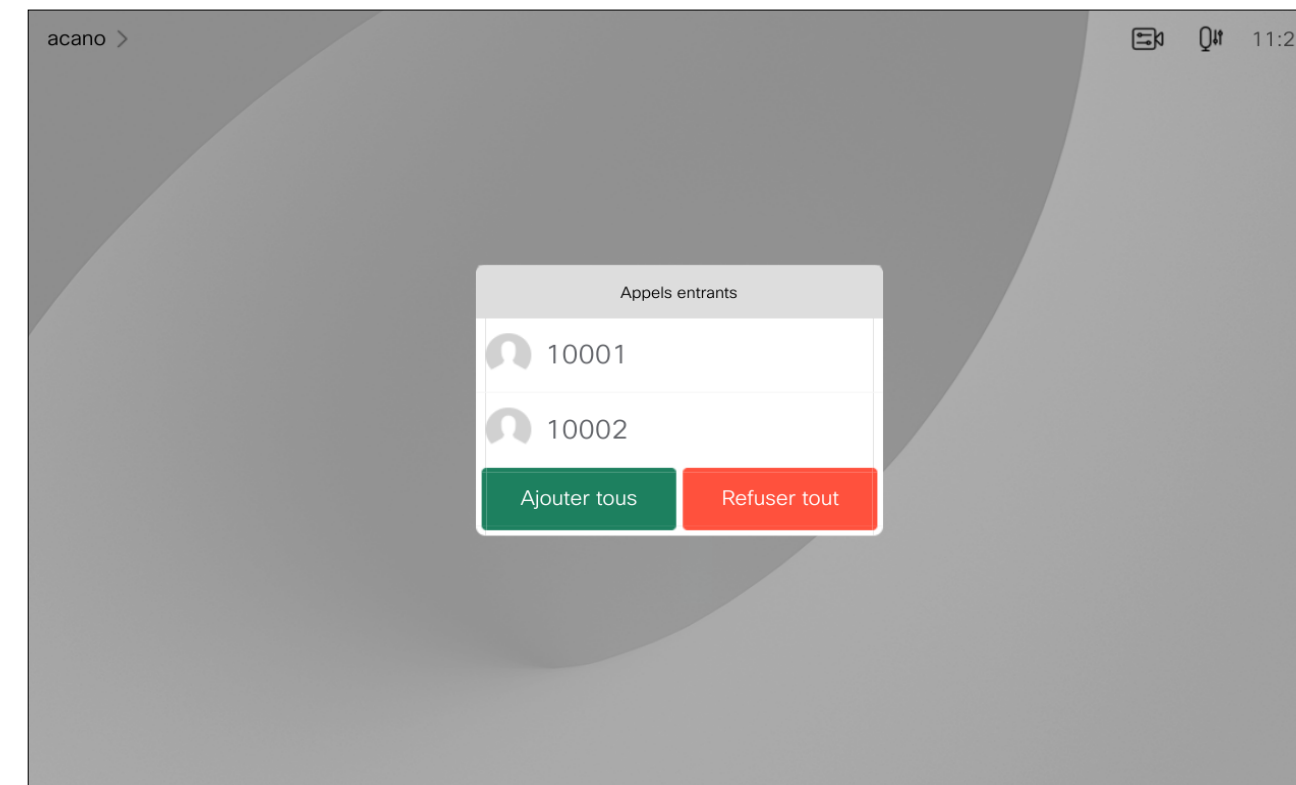 acano
11:2
Appels entrants
10001
10002
Ajouter tous
Refuser tout